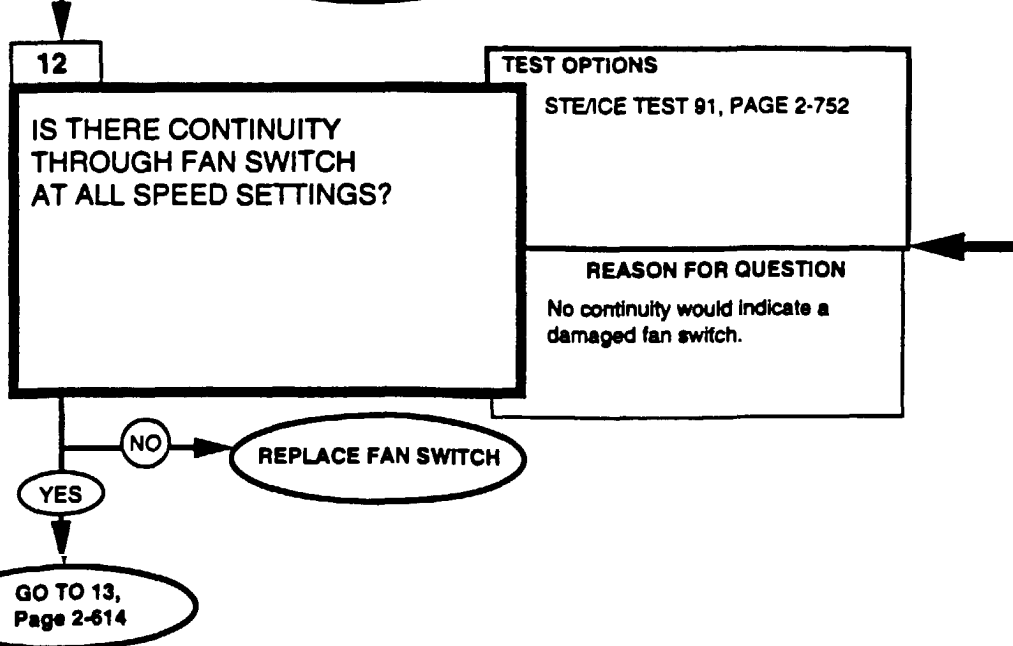 12
IS THERE CONTINUITY
THROUGH FAN SWITCH
AT ALL SPEED SETTINGS?
TEST OPTIONS
STE/ICE TEST 91, PAGE 2-752
REASON FOR QUESTION
No continuity would indicate a
damaged fan switch.
NO
REPLACE FAN SWITCH
YES
GO TO 13,
Page 2-614